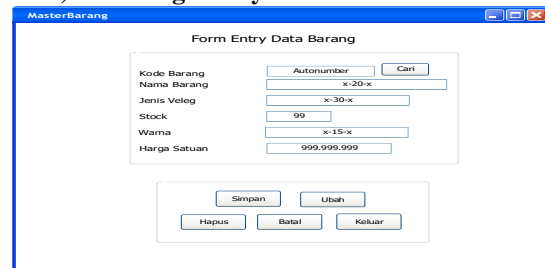 MasterBarang
Form Entry Data Barang
Kode Barang Autonumber Cari
Nama Barang x-20-x
Jenis Veleg x-30-x
Stock 99
Warna x-15-x
Harga Satuan 999.999.999
Simpan Ubah
Hapus Batal Keluar